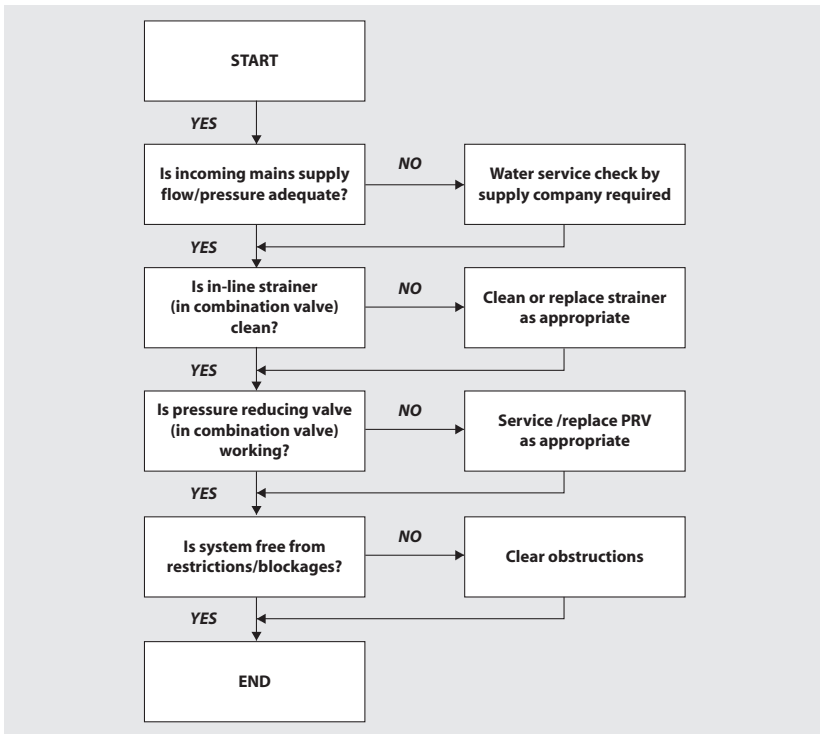 START
YES
Is incoming mains supply
flow/pressure adequate?
NO
Water service check by
supply company required
YES
Is in-line strainer
(in combination valve)
clean?
NO
Clean or replace strainer
as appropriate
YES
Is pressure reducing valve
(in combination valve)
working?
NO
Service /replace PRV
as appropriate
YES
Is system free from
restrictions/blockages?
NO
Clear obstructions
YES
END